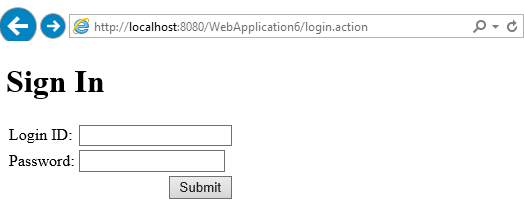 http://localhost:8080/WebApplication6/login.action
Sign In
Login ID:
Password:
Submit